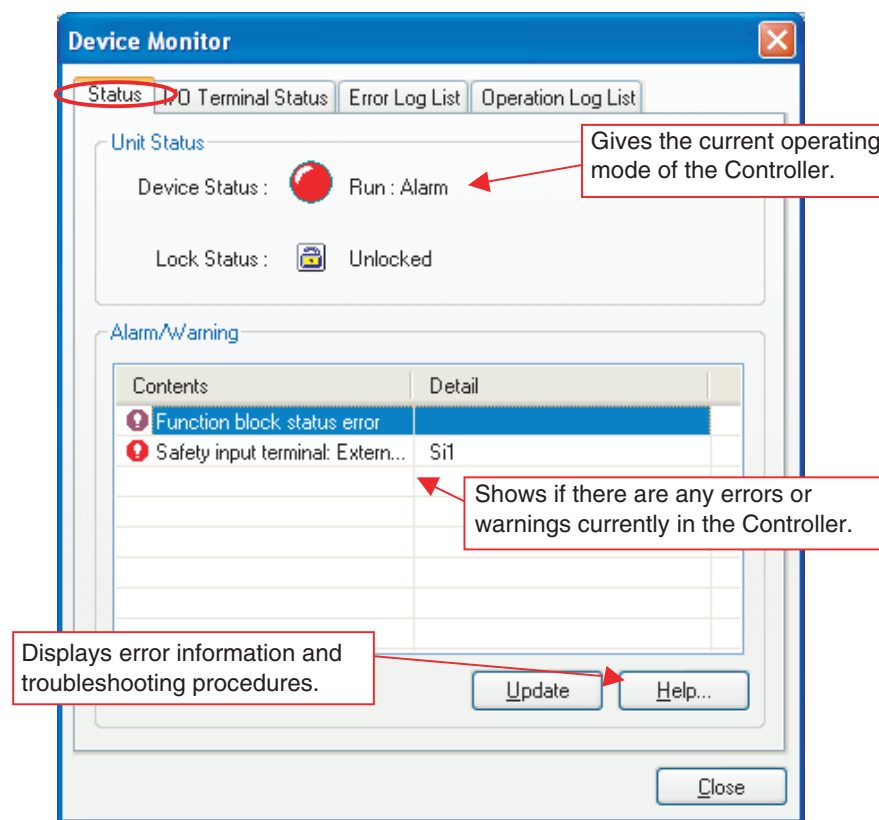 Device Monitor
Status I/O Terminal Status Error Log List Operation Log List
Unit Status
Gives the current operating
mode of the Controller.
Device Status : Run : Alarm
Lock Status : Unlocked
Alarm/Warning
Contents Detail
Function block status error
Safety input terminal: Extern... Si1
Shows if there are any errors or
warnings currently in the Controller.
Displays error information and
troubleshooting procedures.
Update Help...
Close